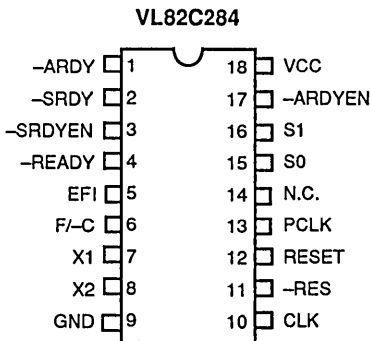 VL82C284
–ARDY 1 18 VCC
–SRDY 2 17 –ARDYEN
–SRDYEN 3 16 S1
–READY 4 15 S0
EFI 5 14 N.C.
F/–C 6 13 PCLK
X1 7 12 RESET
X2 8 11 –RES
GND 9 10 CLK